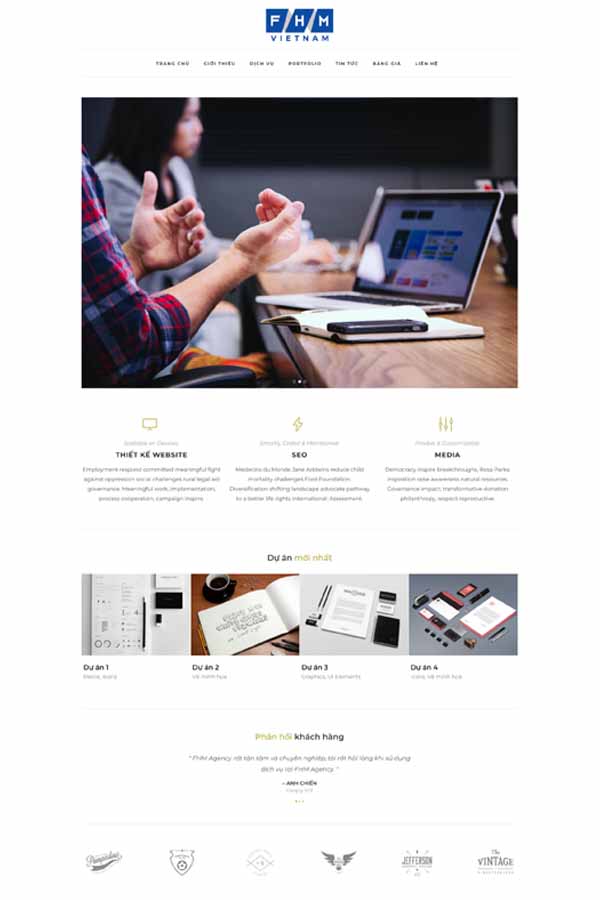 FHM
VIETNAM
TRANG CHỦ GIỚI THIỆU DỊCH VỤ PORTFOLIO TIN TỨC BẢNG GIÁ LIÊN HỆ
Scalable on Devices Smartly Coded & Maintained Flexible & Customizable
THIẾT KẾ WEBSITE SEO MEDIA
Employment respond committed meaningful fight
against oppression social challenges rural legal aid
governance. Meaningful work, implementation,
process cooperation, campaign inspire.
Medecins du Monde Jane Addams reduce child
mortality challenges Ford Foundation.
Diversification shifting landscape advocate pathway
to a better life rights international. Assessment.
Democracy inspire breakthroughs, Rosa Parks
inspiration raise awareness natural resources.
Governance impact, transformative donation
philanthropy, respect reproductive.
Dự án mới nhất
Dự án 1 Dự án 2 Dự án 3 Dự án 4
Media, Icons Vẽ minh họa Graphics, UI Elements Icons, Vẽ minh họa
Phản hồi khách hàng
" FHM Agency rất tận tâm và chuyên nghiệp, tôi rất hài lòng khi sử dụng
dịch vụ tại FHM Agency. "
– ANH CHIẾN
JEFFERSON
The
VINTAGE